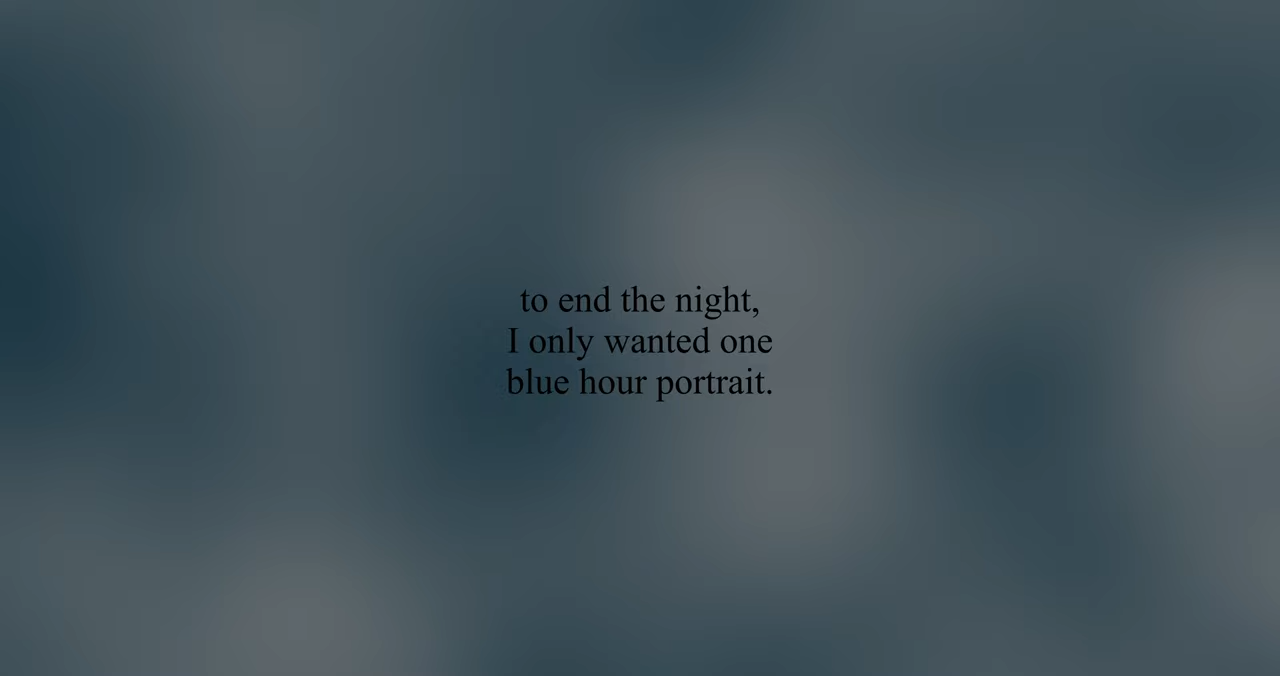 to end the night,
I only wanted one
blue hour portrait.